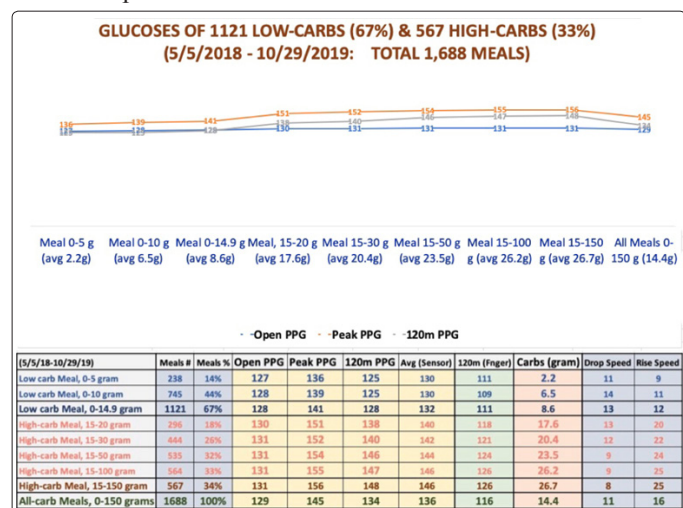 GLUCOSES OF 1121 LOW-CARBS (67%) & 567 HIGH-CARBS (33%)
(5/5/2018 - 10/29/2019: TOTAL 1,688 MEALS)
136 139 141 151 152 154 155 156 145
130 131 131 131 131 129
128 138 140 146 147 148
Meal 0-5 g Meal 0-10 g Meal 0-14.9 g Meal, 15-20 g Meal 15-30 g Meal 15-50 g Meal 15-100 Meal 15-150 All Meals 0-
(avg 2.2g) (avg 6.5g) (avg 8.6g) (avg 17.6g) (avg 20.4g) (avg 23.5g) g (avg 26.2g) g (avg 26.7g) 150 g (14.4g)
Open PPG Peak PPG 120m PPG
(5/5/18-10/29/19) Meals # Meals % Open PPG Peak PPG 120m PPG Avg (Sensor) 120m (Fnger) Carbs (gram) Drop Speed Rise Speed
Low carb Meal, 0-5 gram 238 14% 127 136 125 130 111 2.2 11 9
Low carb Meal, 0-10 gram 745 44% 128 139 125 130 109 6.5 14 11
Low carb Meal, 0-14.9 gram 1121 67% 128 141 128 132 111 8.6 13 12
High-carb Meal, 15-20 gram 296 18% 130 151 138 140 118 17.6 13 20
High-carb Meal, 15-30 gram 444 26% 131 152 140 142 121 20.4 12 22
High-carb Meal, 15-50 gram 535 32% 131 154 146 144 124 23.5 9 24
High-carb Meal, 15-100 gram 564 33% 131 155 147 146 126 26.2 9 25
High-carb Meal, 15-150 gram 567 34% 131 156 148 146 126 26.7 8 25
All-carb Meals, 0-150 grams 1688 100% 129 145 134 136 116 14.4 11 16